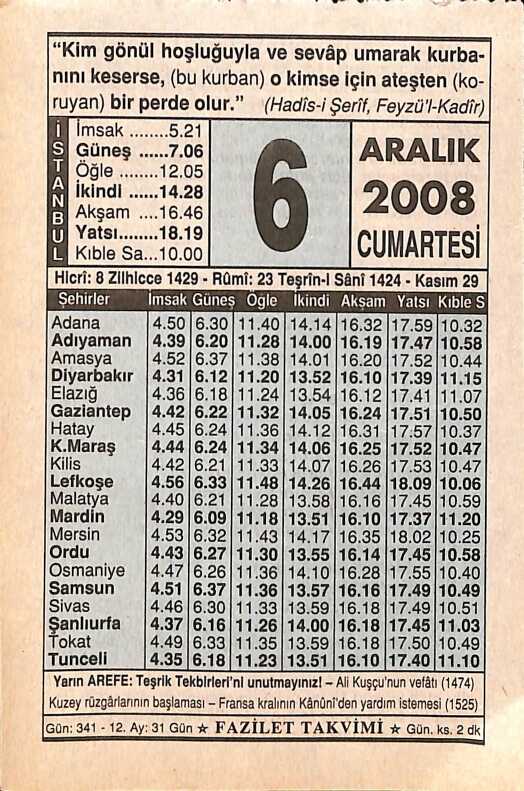 “Kim gönül hoşluğuyla ve sevâp umarak kurba-
nını keserse, (bu kurban) o kimse için ateşten (ko-
ruyan) bir perde olur.” (Hadîs-i Şerîf, Feyzü'l-Kadîr)
İSTANBUL
İmsak ........5.21
Güneş ......7.06
Öğle ........12.05
İkindi ......14.28
Akşam ....16.46
Yatsı.......18.19
Kıble Sa...10.00
6
ARALIK
2008
CUMARTESİ
Hicrî: 8 Zilhicce 1429 - Rûmî: 23 Teşrîn-i Sânî 1424 - Kasım 29
Şehirler İmsak Güneş Öğle İkindi Akşam Yatsı Kıble S
Adana 4.50 6.30 11.40 14.14 16.32 17.59 10.32
Adıyaman 4.39 6.20 11.28 14.00 16.19 17.47 10.58
Amasya 4.52 6.37 11.38 14.01 16.20 17.52 10.44
Diyarbakır 4.31 6.12 11.20 13.52 16.10 17.39 11.15
Elazığ 4.36 6.18 11.24 13.54 16.12 17.41 11.07
Gaziantep 4.42 6.22 11.32 14.05 16.24 17.51 10.50
Hatay 4.45 6.24 11.36 14.12 16.31 17.57 10.37
K.Maraş 4.44 6.24 11.34 14.06 16.25 17.52 10.47
Kilis 4.42 6.21 11.33 14.07 16.26 17.53 10.47
Lefkoşe 4.56 6.33 11.48 14.26 16.44 18.09 10.06
Malatya 4.40 6.21 11.28 13.58 16.16 17.45 10.59
Mardin 4.29 6.09 11.18 13.51 16.10 17.37 11.20
Mersin 4.53 6.32 11.43 14.17 16.35 18.02 10.25
Ordu 4.43 6.27 11.30 13.55 16.14 17.45 10.58
Osmaniye 4.47 6.26 11.36 14.10 16.28 17.55 10.40
Samsun 4.51 6.37 11.36 13.57 16.16 17.49 10.49
Sivas 4.46 6.30 11.33 13.59 16.18 17.49 10.51
Şanlıurfa 4.37 6.16 11.26 14.00 16.18 17.45 11.03
Tokat 4.49 6.33 11.35 13.59 16.18 17.50 10.49
Tunceli 4.35 6.18 11.23 13.51 16.10 17.40 11.10
Yarın AREFE: Teşrik Tekbirleri'ni unutmayınız! – Ali Kuşçu'nun vefâtı (1474)
Kuzey rüzgârlarının başlaması – Fransa kralının Kânûnî'den yardım istemesi (1525)
Gün: 341 - 12. Ay: 31 Gün ★ FAZİLET TAKVİMİ ★ Gün. ks. 2 dk